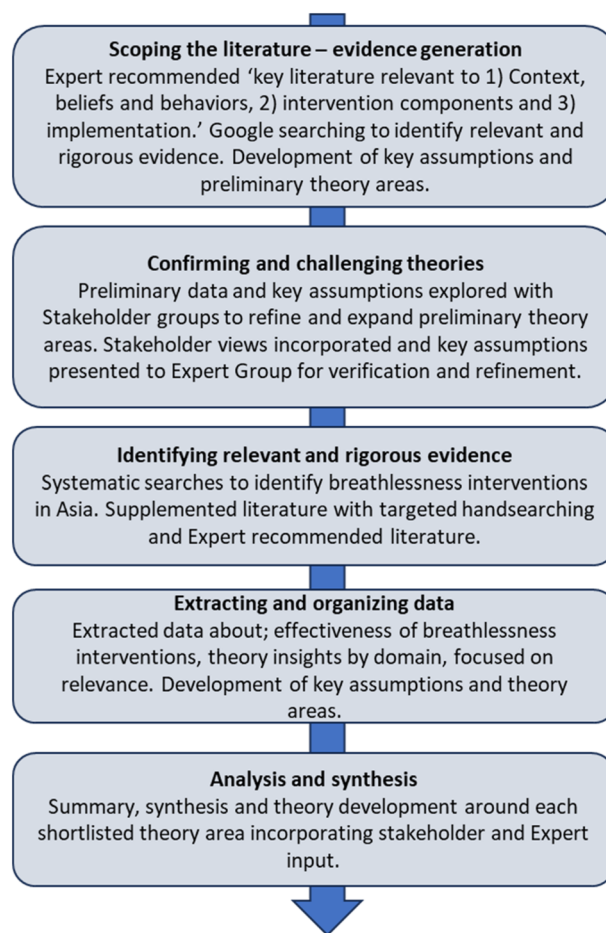 Scoping the literature – evidence generation
Expert recommended ‘key literature relevant to 1) Context,
beliefs and behaviors, 2) intervention components and 3)
implementation.’ Google searching to identify relevant and
rigorous evidence. Development of key assumptions and
preliminary theory areas.
Confirming and challenging theories
Preliminary data and key assumptions explored with
Stakeholder groups to refine and expand preliminary theory
areas. Stakeholder views incorporated and key assumptions
presented to Expert Group for verification and refinement.
Identifying relevant and rigorous evidence
Systematic searches to identify breathlessness interventions
in Asia. Supplemented literature with targeted handsearching
and Expert recommended literature.
Extracting and organizing data
Extracted data about; effectiveness of breathlessness
interventions, theory insights by domain, focused on
relevance. Development of key assumptions and theory
areas.
Analysis and synthesis
Summary, synthesis and theory development around each
shortlisted theory area incorporating stakeholder and Expert
input.